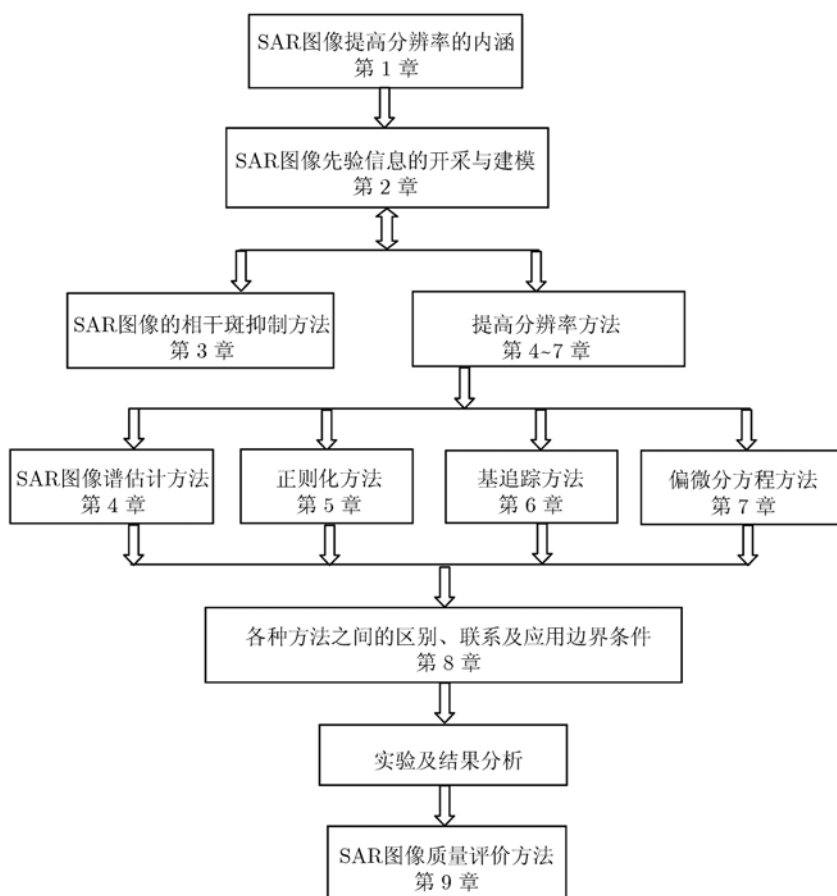 SAR图像提高分辨率的内涵
第 1 章
SAR图像先验信息的开采与建模
第 2 章
SAR图像的相干斑抑制方法
第 3 章
提高分辨率方法
第 4~7 章
SAR图像谱估计方法
第 4 章
正则化方法
第 5 章
基追踪方法
第 6 章
偏微分方程方法
第 7 章
各种方法之间的区别、联系及应用边界条件
第 8 章
实验及结果分析
SAR图像质量评价方法
第 9 章